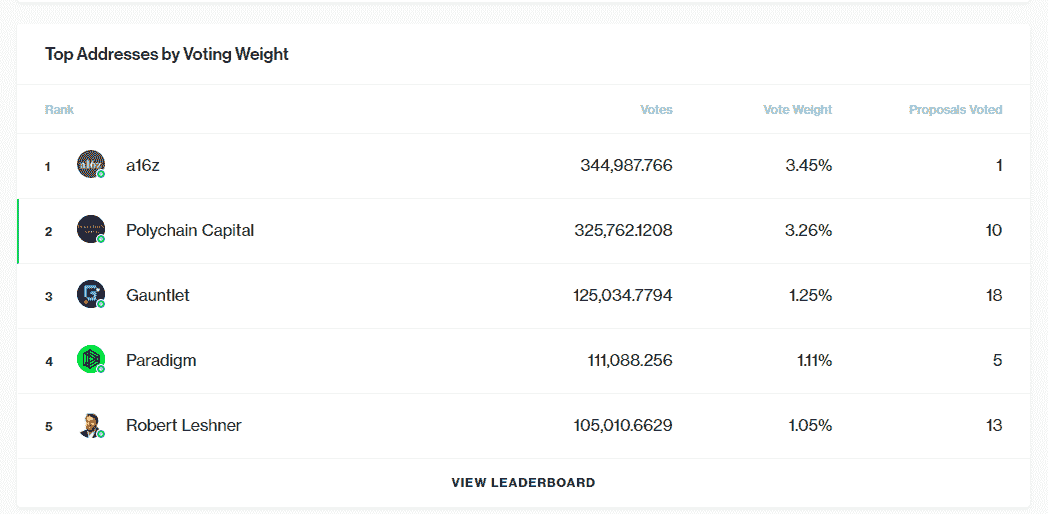 Top Addresses by Voting Weight
Rank Votes Vote Weight Proposals Voted
1 a16z a16z 344,987.766 3.45% 1
2 Polychain Capital 325,762.1208 3.26% 10
3 Gauntlet 125,034.7794 1.25% 18
4 Paradigm 111,088.256 1.11% 5
5 Robert Leshner 105,010.6629 1.05% 13
VIEW LEADERBOARD